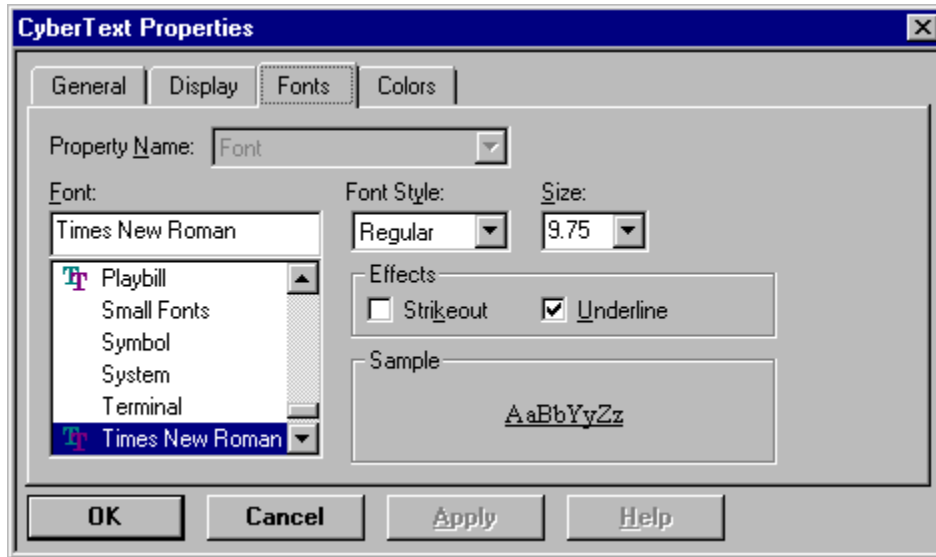 CyberText Properties
General Display Fonts Colors
Property Name: Font
Font: Font Style: Size:
Times New Roman Regular 9.75
Playbill
Small Fonts
Symbol
System
Terminal
Times New Roman
Effects
Strikeout Underline
Sample
AaBbYyZz
OK Cancel Apply Help